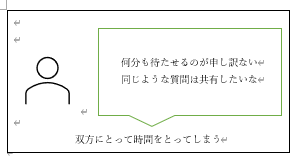 何分も待たせるのが申し訳ない
同じような質問は共有したいな
双方にとって時間をとってしまう